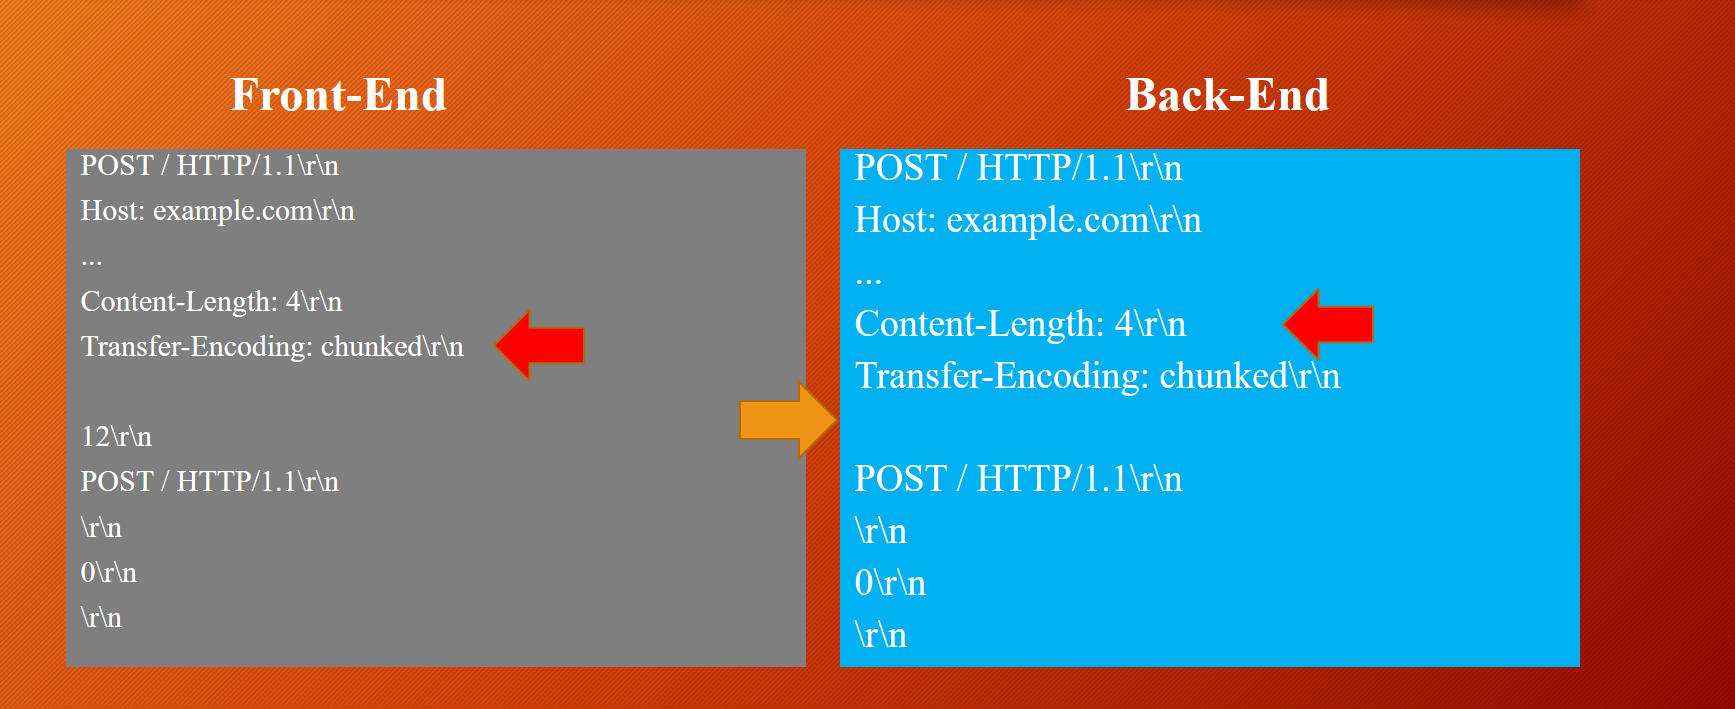 Front-End
POST / HTTP/1.1\r\n
Host: example.com\r\n
...
Content-Length: 4\r\n
Transfer-Encoding: chunked\r\n
12\r\n
POST / HTTP/1.1\r\n
\r\n
0\r\n
\r\n
Back-End
POST / HTTP/1.1\r\n
Host: example.com\r\n
...
Content-Length: 4\r\n
Transfer-Encoding: chunked\r\n
POST / HTTP/1.1\r\n
\r\n
0\r\n
\r\n